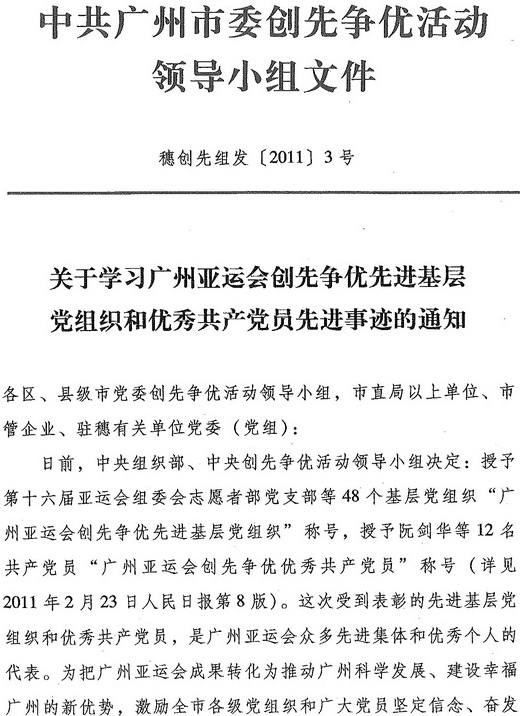 中共广州市委创先争优活动
领导小组文件
穗创先组发〔2011〕3号
关于学习广州亚运会创先争优先进基层
党组织和优秀共产党员先进事迹的通知
各区、县级市党委创先争优活动领导小组，市直局以上单位、市
管企业、驻穗有关单位党委（党组）：
日前，中央组织部、中央创先争优活动领导小组决定：授予
第十六届亚运会组委会志愿者部党支部等48个基层党组织“广
州亚运会创先争优先进基层党组织”称号，授予阮剑华等12名
共产党员“广州亚运会创先争优优秀共产党员”称号（详见
2011年2月23日人民日报第8版）。这次受到表彰的先进基层党
组织和优秀共产党员，是广州亚运会众多先进集体和优秀个人的
代表。为把广州亚运会成果转化为推动广州科学发展、建设幸福
广州的新优势，激励全市各级党组织和广大党员坚定信念、奋发